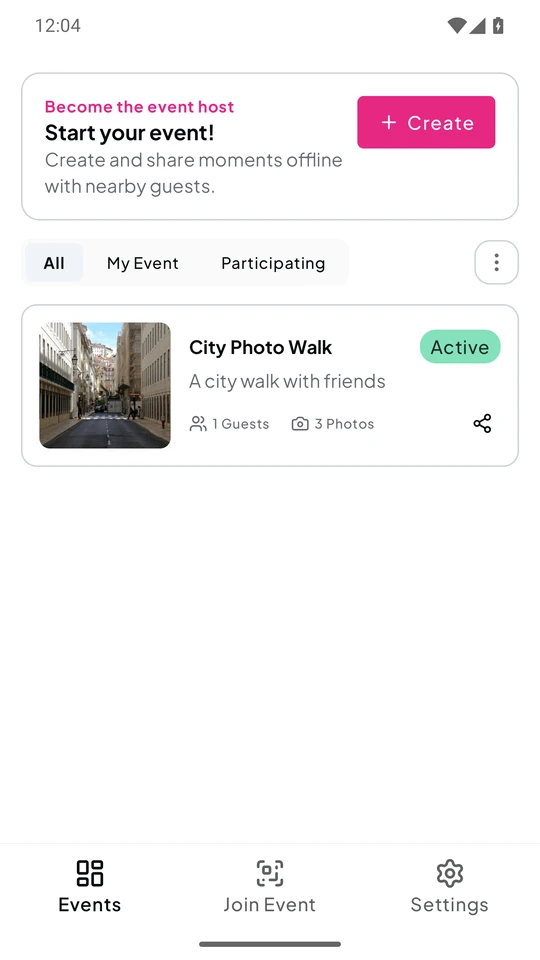 12:04
Become the event host
Start your event!
Create and share moments offline
with nearby guests.
+ Create
All
My Event
Participating
City Photo Walk
Active
A city walk with friends
1 Guests
3 Photos
Events
Join Event
Settings